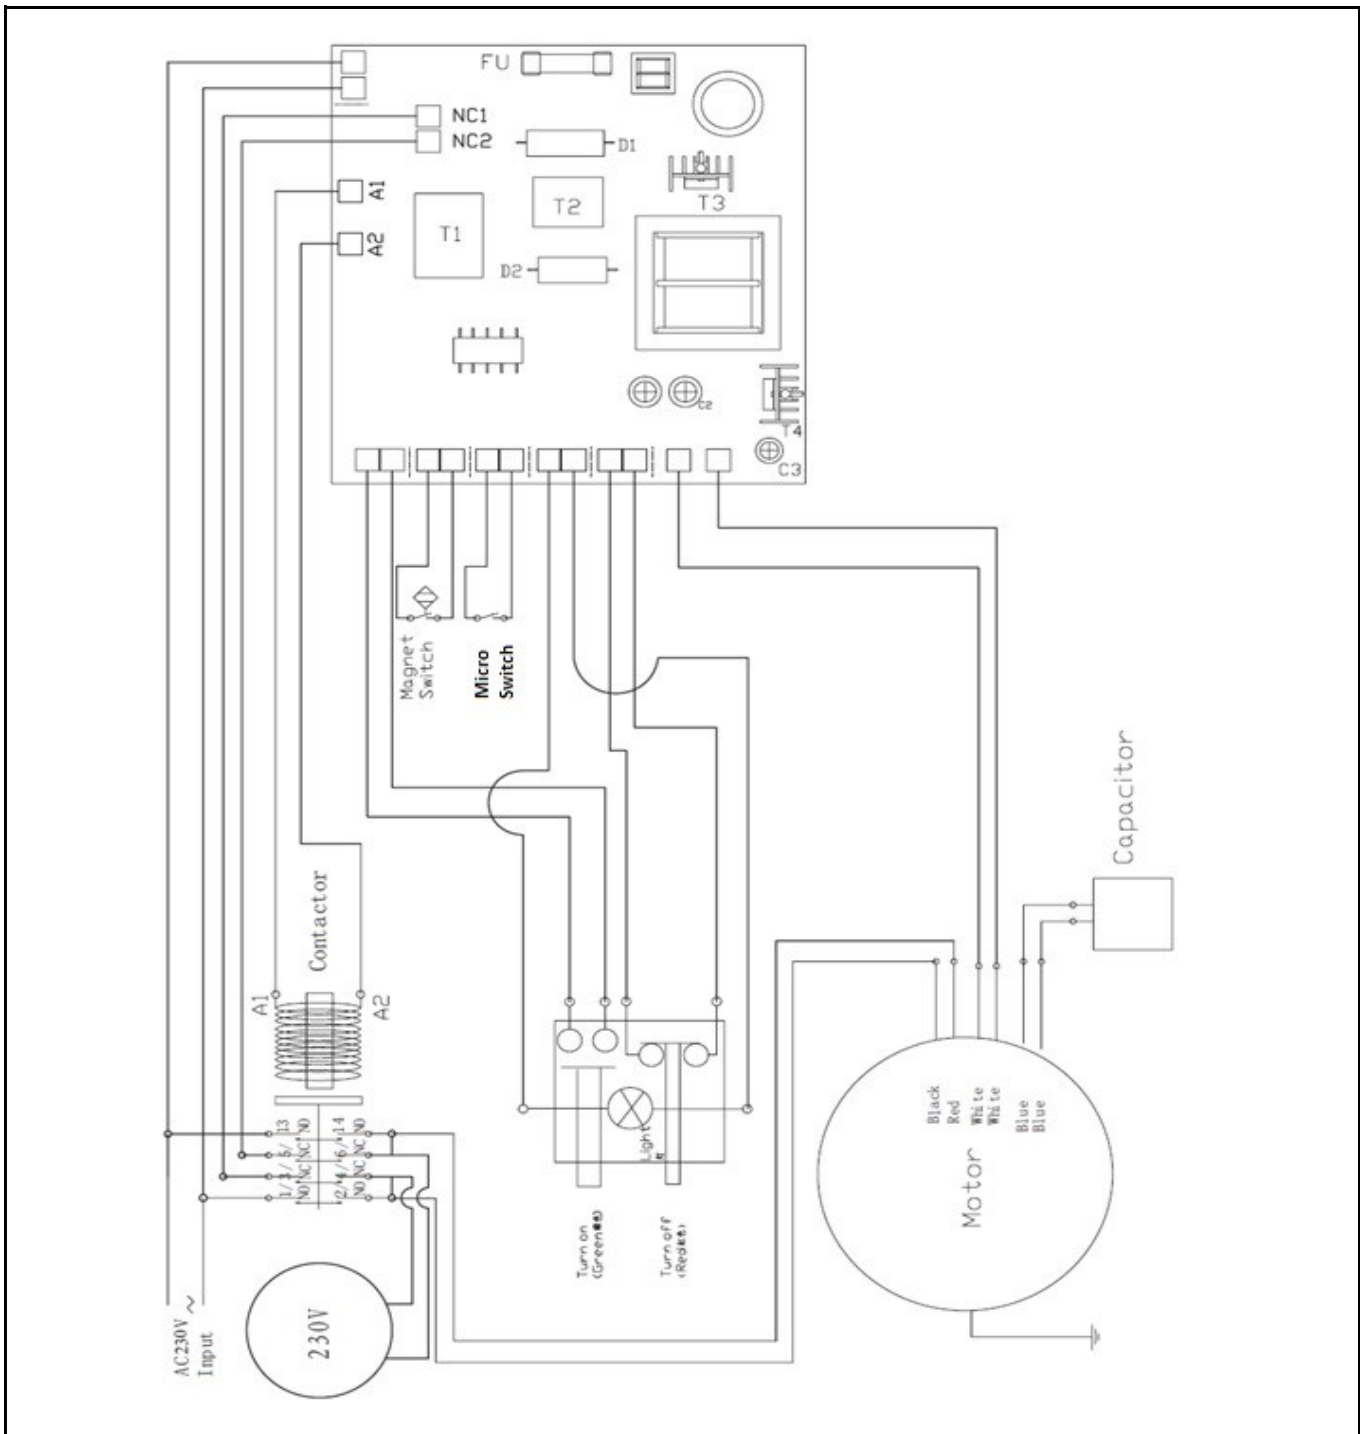 FU
NC1
NC2
D1
A1
T2
T3
T1
A2
D2
C2
T4
C3
Magnet
Switch
Micro
Switch
Capacitor
Contactor
A1
A2
Black
Red
White
White
Blue
Blue
13
NO
14
NO
5/
NC
6/
NC
3/
NC
4/
NC
1/
NO
2/
NO
Light
Motor
Turn on
(Green
Turn off
(Red
230V
AC230V
Input
~